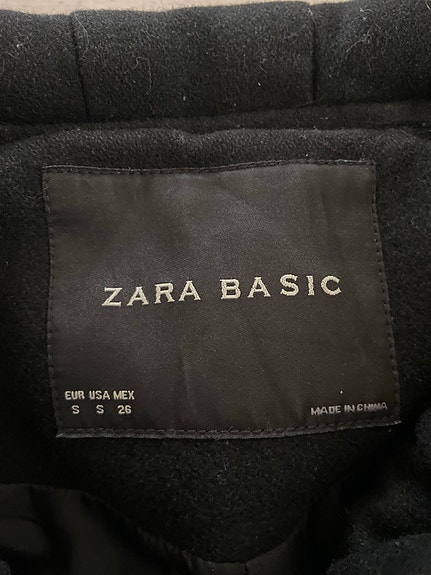 ZARA BASIC
EUR USA MEX
S S 26
MADE IN CHINA